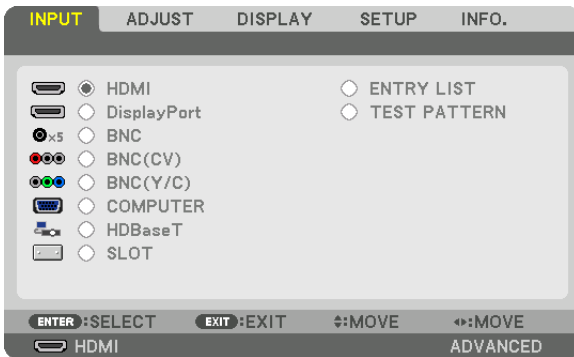 INPUT ADJUST DISPLAY SETUP INFO.
HDMI
DisplayPort
×5 BNC
BNC(CV)
BNC(Y/C)
COMPUTER
HDBaseT
SLOT
ENTRY LIST
TEST PATTERN
ENTER :SELECT EXIT :EXIT :MOVE :MOVE
HDMI ADVANCED